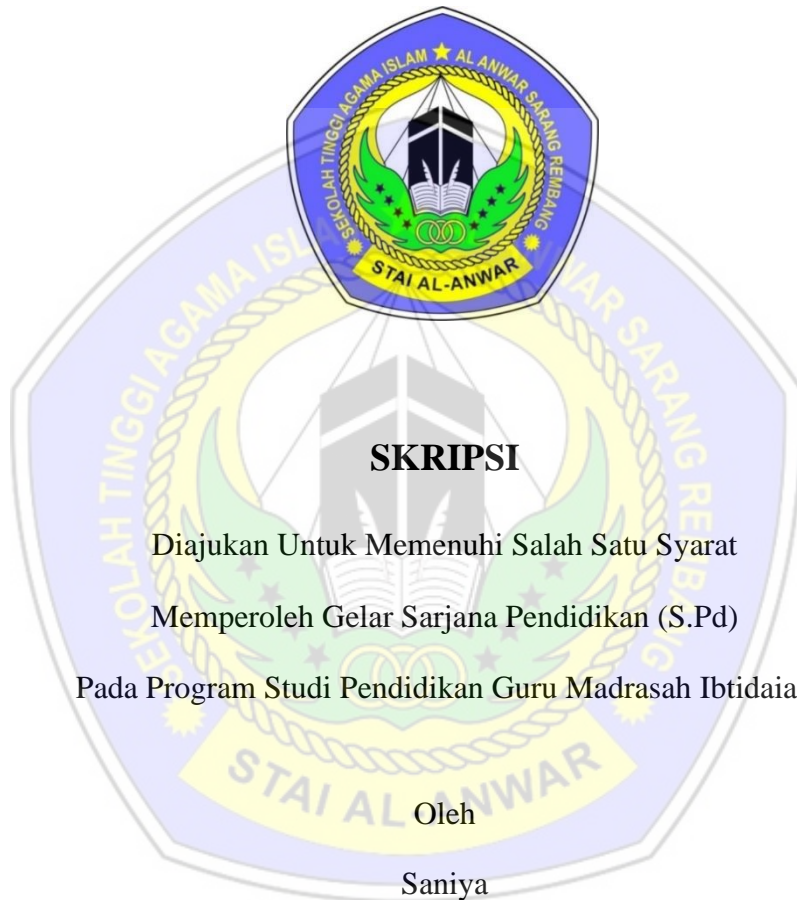 SEKOLAH TINGGI AGAMA ISLAM ★ AL ANWAR SARANG REMBANG
STAI AL-ANWAR
SKRIPSI
Diajukan Untuk Memenuhi Salah Satu Syarat
Memperoleh Gelar Sarjana Pendidikan (S.Pd)
Pada Program Studi Pendidikan Guru Madrasah Ibtidaia
Oleh
Saniya